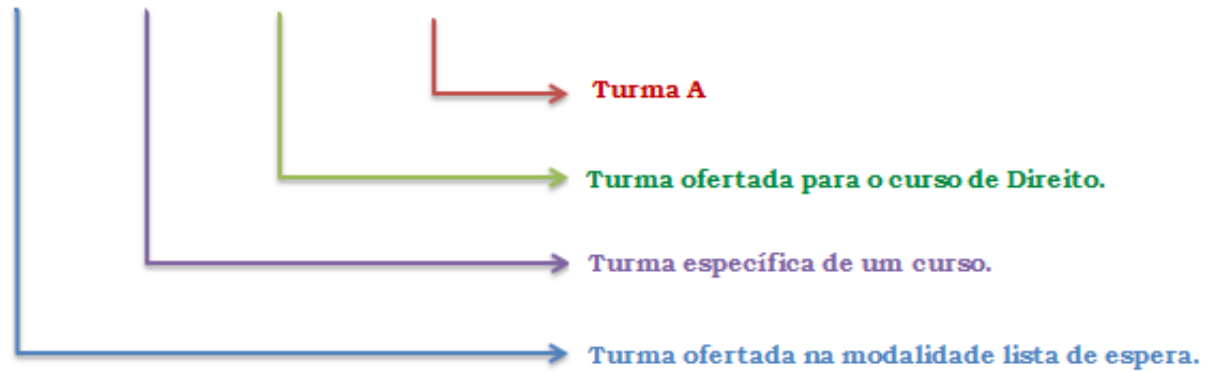 Turma A
Turma ofertada para o curso de Direito.
Turma específica de um curso.
Turma ofertada na modalidade lista de espera.